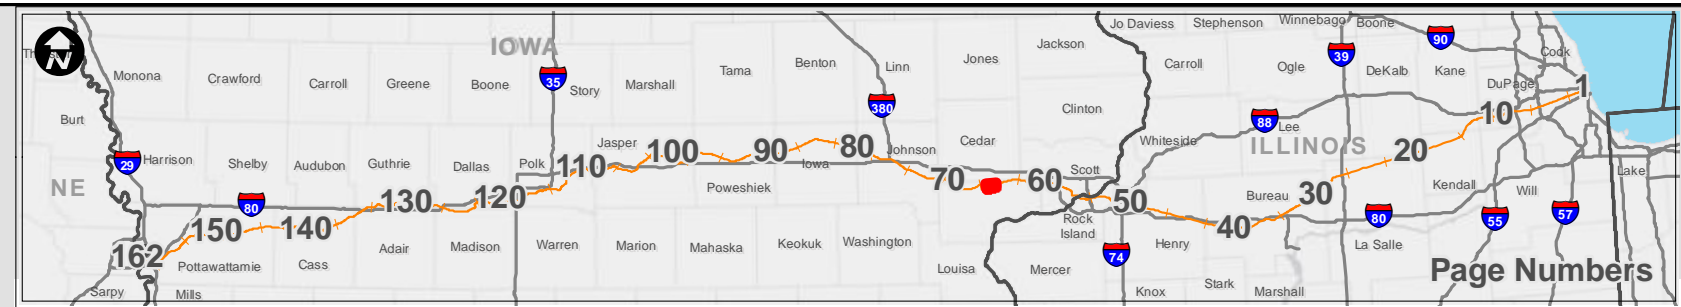 Jo Daviess Stephenson Winnebago Boone
IOWA Jackson 90 Cook
N Jones 39
Monona Crawford Carroll Greene Boone 35 Story Marshall Tama Benton Linn Carroll Ogle DeKalb Kane DuPage 1
Burt 380 Clinton 88 Lee 10
29 Harrison Shelby Audubon Guthrie Dallas Polk Jasper 100 90 80 Johnson Cedar Whiteside ILLINOIS 20
NE 110 Iowa 70 60 Scott Lake
80 130 120 Poweshiek 50 Bureau 30 Kendall Will
162 150 140 Adair Madison Warren Marion Mahaska Keokuk Washington Rock Island 40 80 55 57
Pottawattamie Cass Louisa Mercer 74 Henry La Salle
Sarpy Mills Knox Stark Marshall Page Numbers